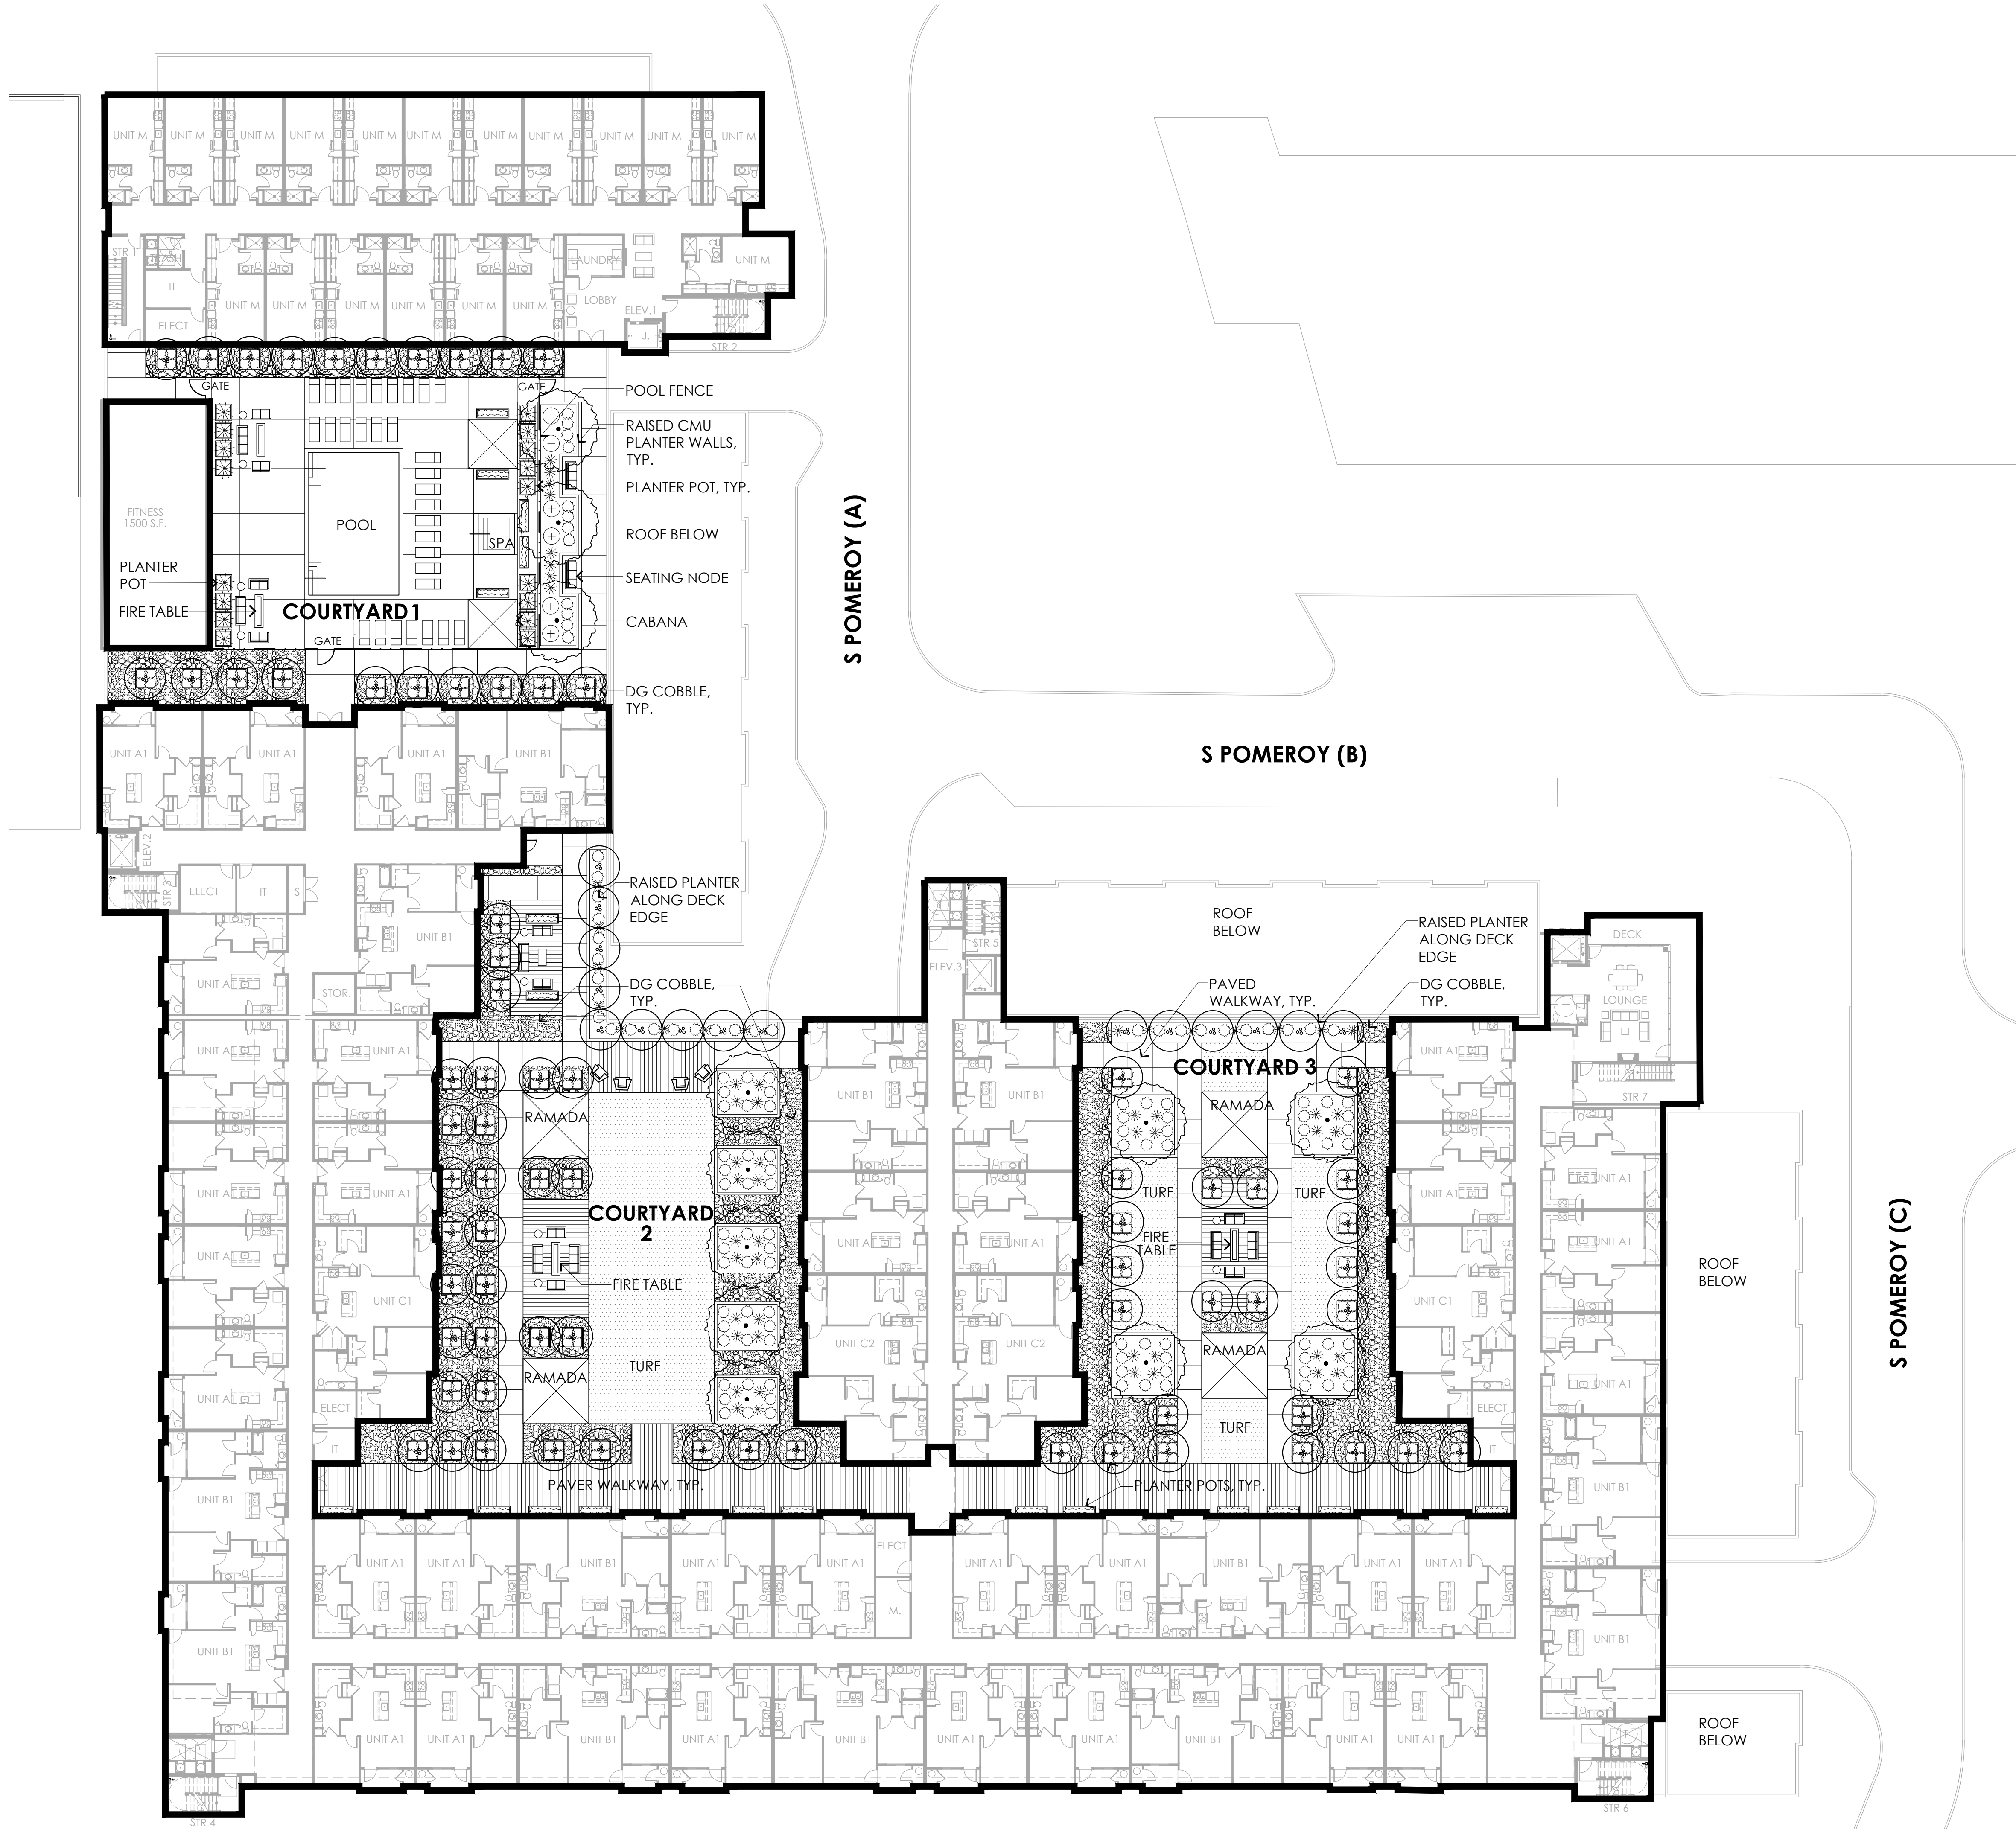 UNIT M
UNIT M
UNIT M
UNIT M
UNIT M
UNIT M
UNIT M
UNIT M
UNIT M
UNIT M
UNIT M
STR 1
TRASH
IT
ELECT
UNIT M
UNIT M
UNIT M
UNIT M
UNIT M
UNIT M
LAUNDRY
LOBBY
ELEV.1
J.
UNIT M
STR 2
GATE
GATE
POOL FENCE
RAISED CMU
PLANTER WALLS,
TYP.
PLANTER POT, TYP.
ROOF BELOW
SEATING NODE
CABANA
DG COBBLE,
TYP.
FITNESS
1500 S.F.
PLANTER
POT
FIRE TABLE
POOL
SPA
COURTYARD 1
GATE
S POMEROY (A)
S POMEROY (B)
UNIT A1
UNIT A1
UNIT A1
UNIT B1
ELEV.2
STR 3
ELECT
IT
S
UNIT B1
STOR.
RAISED PLANTER
ALONG DECK
EDGE
DG COBBLE,
TYP.
ROOF
BELOW
STR 5
ELEV.3
PAVED
WALKWAY, TYP.
RAISED PLANTER
ALONG DECK
EDGE
DG COBBLE,
TYP.
DECK
LOUNGE
STR 7
UNIT A1
UNIT A1
UNIT A1
UNIT A1
UNIT A1
UNIT A1
UNIT C1
UNIT A1
ELECT
IT
UNIT B1
UNIT B1
RAMADA
COURTYARD
2
FIRE TABLE
TURF
RAMADA
UNIT B1
UNIT B1
UNIT A1
UNIT A1
UNIT C2
UNIT C2
COURTYARD 3
RAMADA
TURF
TURF
FIRE
TABLE
RAMADA
TURF
UNIT A1
UNIT A1
UNIT C1
ELECT
IT
UNIT A1
UNIT A1
UNIT A1
UNIT B1
UNIT B1
ROOF
BELOW
S POMEROY (C)
PAVER WALKWAY, TYP.
PLANTER POTS, TYP.
UNIT A1
UNIT A1
UNIT B1
UNIT A1
UNIT A1
ELECT
M.
UNIT A1
UNIT A1
UNIT B1
UNIT A1
UNIT A1
UNIT A1
UNIT A1
UNIT B1
UNIT A1
UNIT B1
UNIT A1
UNIT A1
UNIT B1
UNIT A1
UNIT A1
ROOF
BELOW
STR 4
STR 6